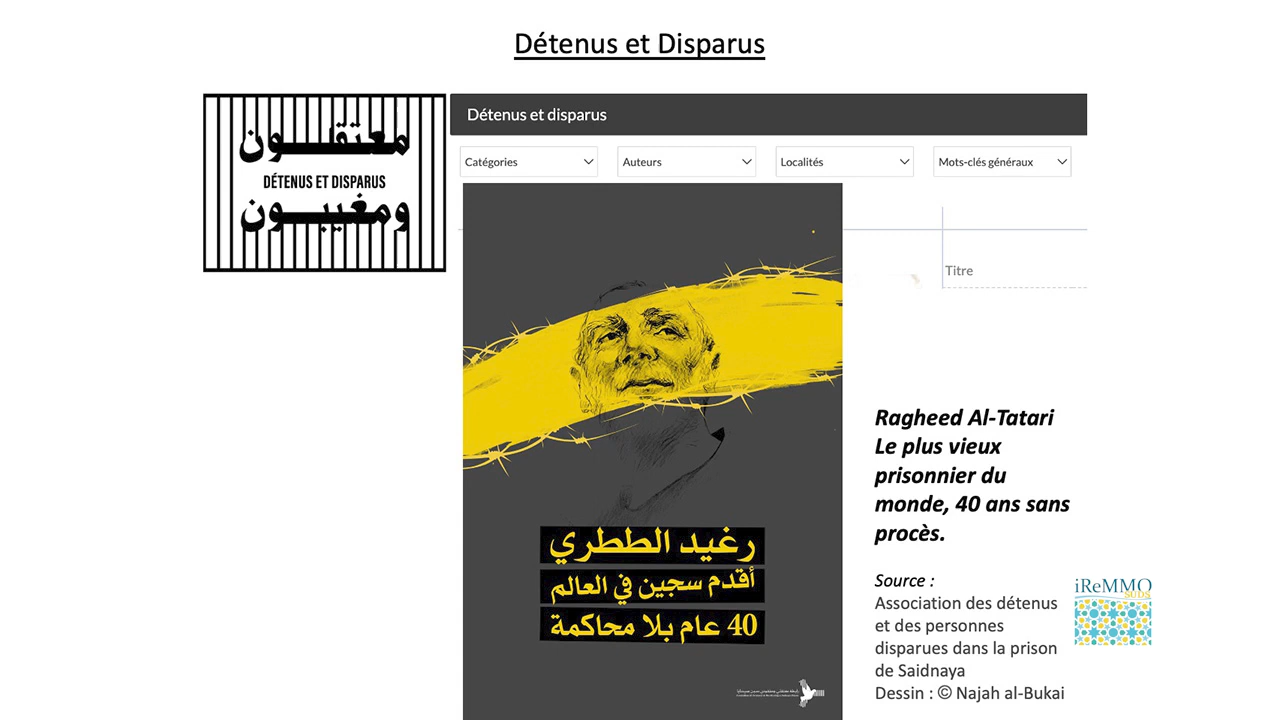 Détenus et Disparus
معتقلون
DÉTENUS ET DISPARUS
ومغيبون
Détenus et disparus
Catégories
Auteurs
Localités
Mots-clés généraux
Titre
رغيد الططري
أقدم سجين في العالم
40 عام بلا محاكمة
Ragheed Al-Tatari
Le plus vieux
prisonnier du
monde, 40 ans sans
procès.
Source :
Association des détenus
et des personnes
disparues dans la prison
de Saidnaya
Dessin : © Najah al-Bukai
iReMMO
SUDS